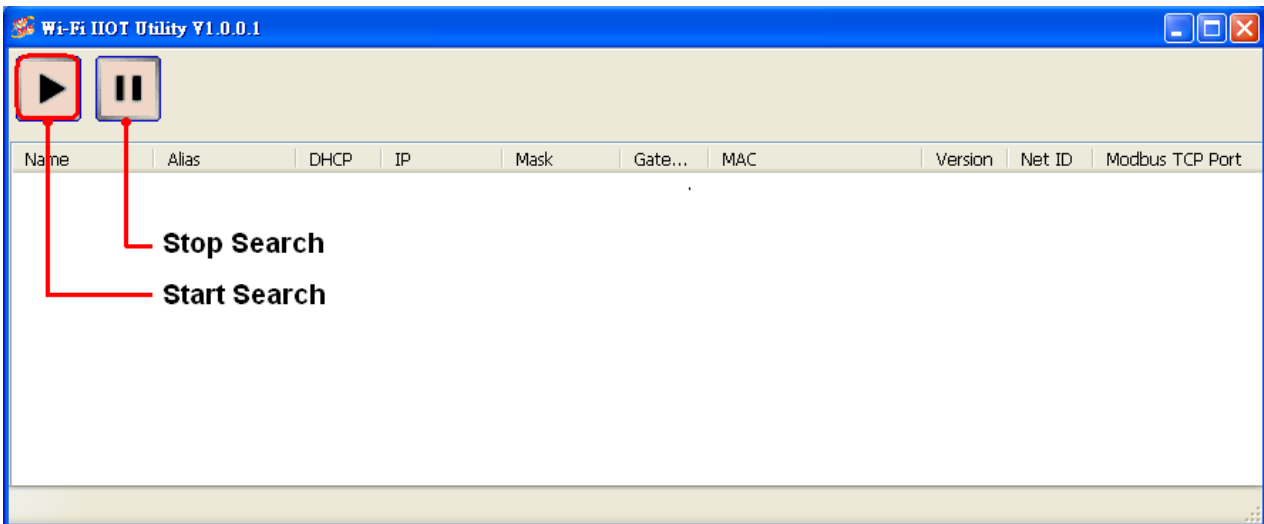 Wi-Fi IIOT Utility V1.0.0.1
Name Alias DHCP IP Mask Gate... MAC Version Net ID Modbus TCP Port
Stop Search
Start Search